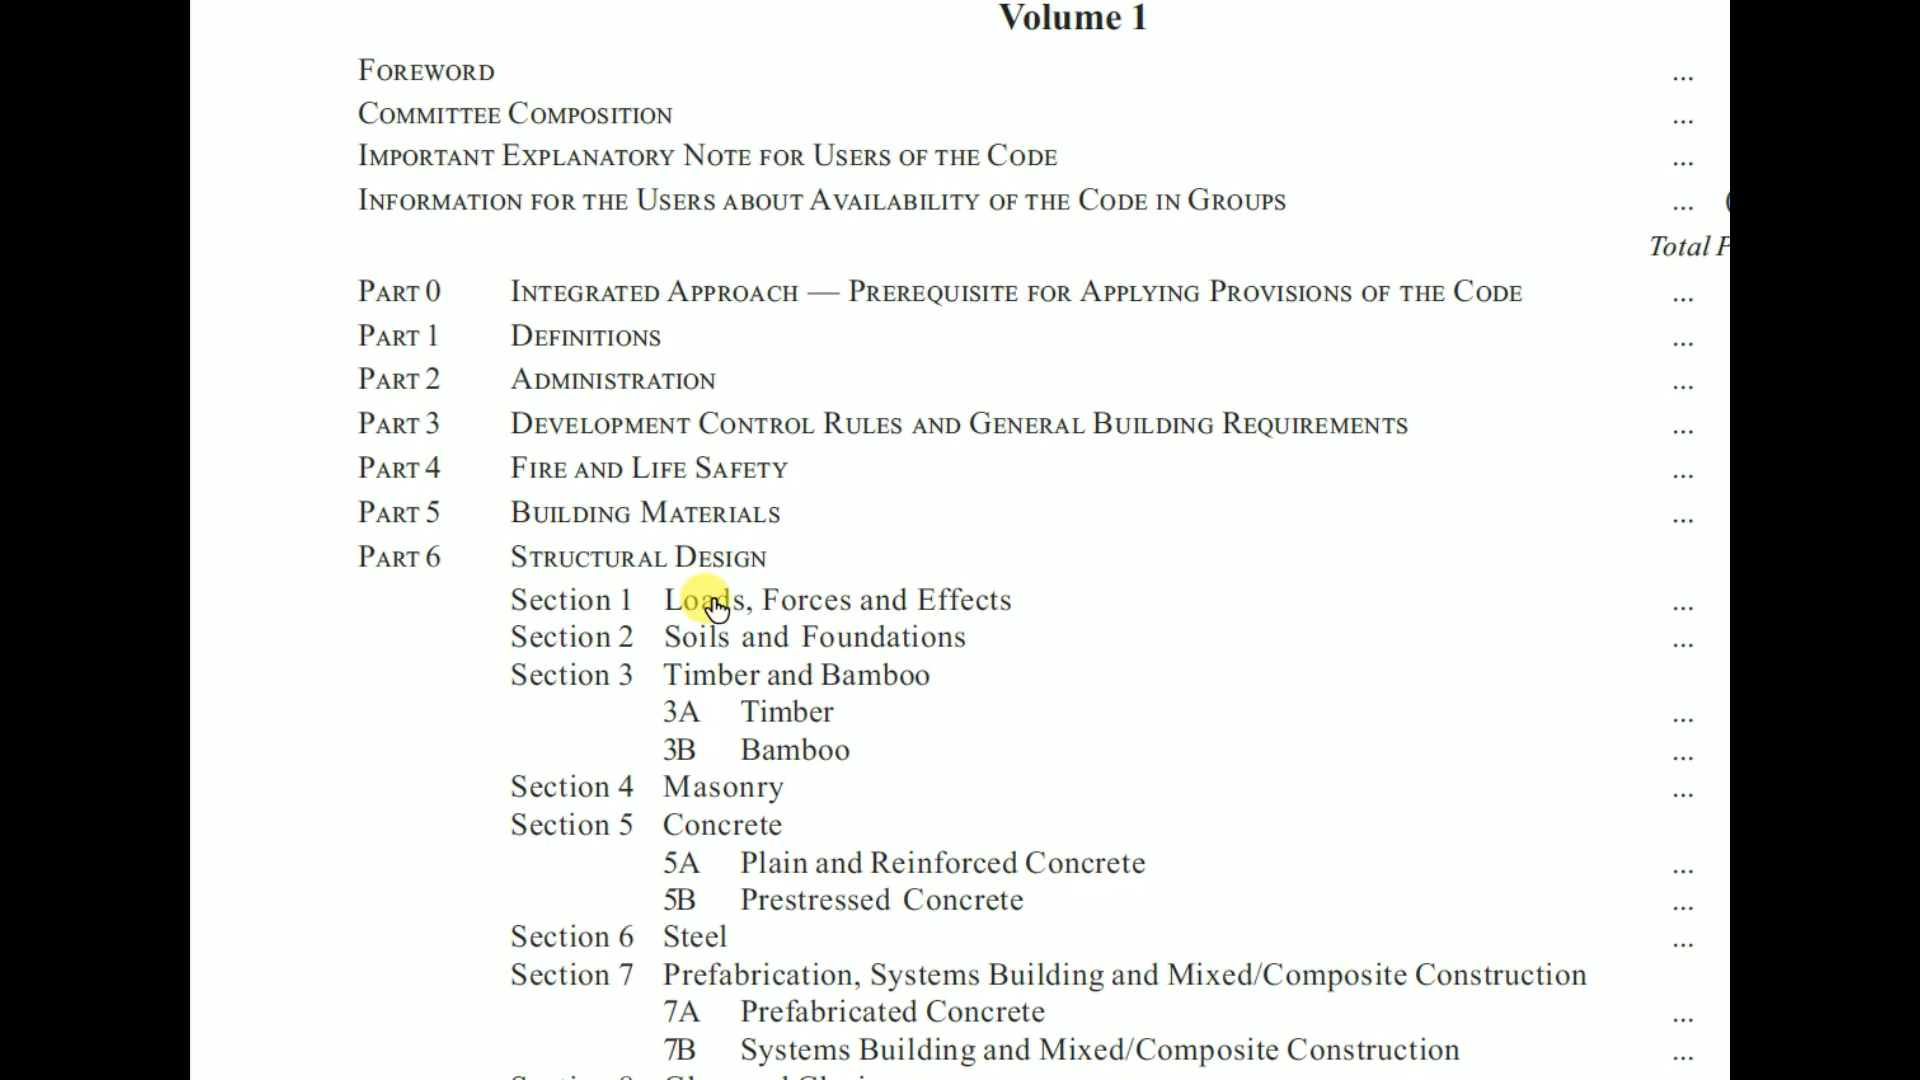 Volume 1
FOREWORD ...
COMMITTEE COMPOSITION ...
IMPORTANT EXPLANATORY NOTE FOR USERS OF THE CODE ...
INFORMATION FOR THE USERS ABOUT AVAILABILITY OF THE CODE IN GROUPS ... (
Total P
PART 0 INTEGRATED APPROACH — PREREQUISITE FOR APPLYING PROVISIONS OF THE CODE ...
PART 1 DEFINITIONS ...
PART 2 ADMINISTRATION ...
PART 3 DEVELOPMENT CONTROL RULES AND GENERAL BUILDING REQUIREMENTS ...
PART 4 FIRE AND LIFE SAFETY ...
PART 5 BUILDING MATERIALS ...
PART 6 STRUCTURAL DESIGN
Section 1 Loads, Forces and Effects ...
Section 2 Soils and Foundations ...
Section 3 Timber and Bamboo
3A Timber ...
3B Bamboo ...
Section 4 Masonry ...
Section 5 Concrete
5A Plain and Reinforced Concrete ...
5B Prestressed Concrete ...
Section 6 Steel ...
Section 7 Prefabrication, Systems Building and Mixed/Composite Construction
7A Prefabricated Concrete ...
7B Systems Building and Mixed/Composite Construction ...